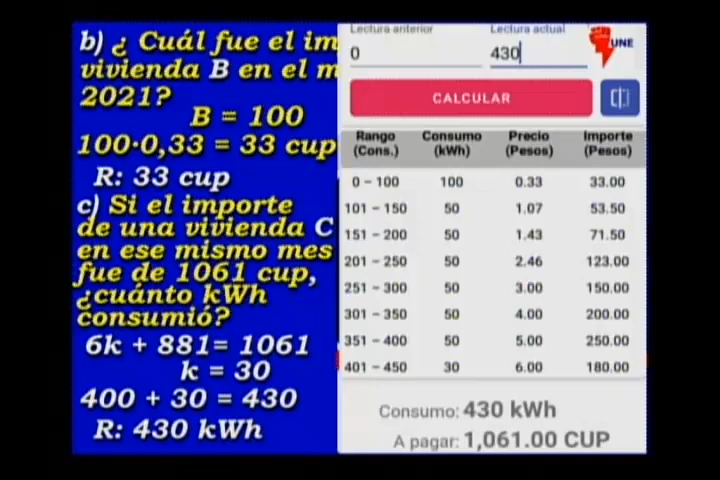 b) ¿ Cuál fue el im
vivienda B en el m
2021?
B = 100
100·0,33 = 33 cup
R: 33 cup
c) Si el importe
de una vivienda C
en ese mismo mes
fue de 1061 cup,
¿cuánto kWh
consumió?
6k + 881= 1061
k = 30
400 + 30 = 430
R: 430 kWh
Lectura anterior Lectura actual
0 430
UNE
CALCULAR
Rango (Cons.) Consumo (kWh) Precio (Pesos) Importe (Pesos)
0 – 100 100 0.33 33.00
101 – 150 50 1.07 53.50
151 – 200 50 1.43 71.50
201 – 250 50 2.46 123.00
251 – 300 50 3.00 150.00
301 – 350 50 4.00 200.00
351 – 400 50 5.00 250.00
401 – 450 30 6.00 180.00
Consumo: 430 kWh
A pagar: 1,061.00 CUP